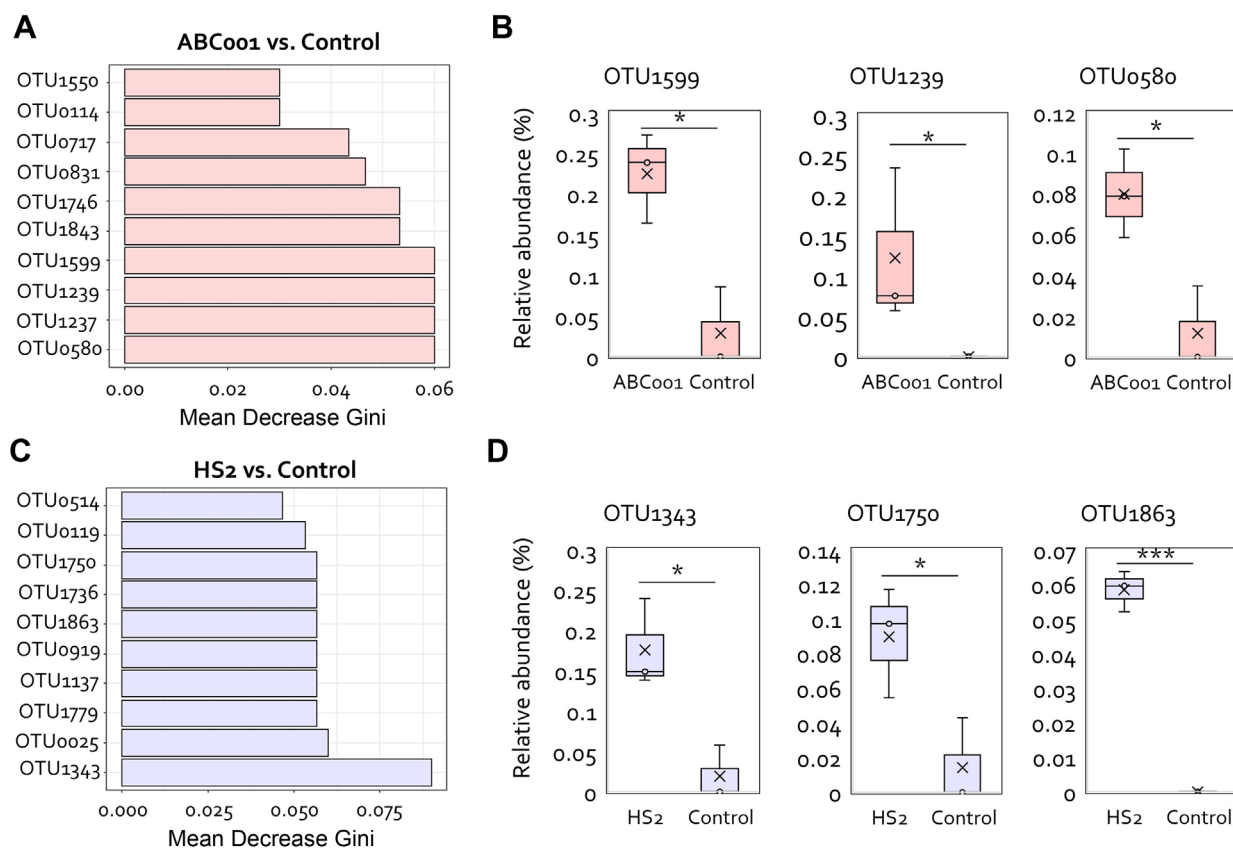 A
ABC001 vs. Control
OTU1550
OTU0114
OTU0717
OTU0831
OTU1746
OTU1843
OTU1599
OTU1239
OTU1237
OTU0580
0.00 0.02 0.04 0.06
Mean Decrease Gini
B
Relative abundance (%)
OTU1599
0.3
0.25
0.2
0.15
0.1
0.05
0
*
ABC001 Control
OTU1239
0.3
0.25
0.2
0.15
0.1
0.05
0
*
ABC001 Control
OTU0580
0.12
0.1
0.08
0.06
0.04
0.02
0
*
ABC001 Control
C
HS2 vs. Control
OTU0514
OTU0119
OTU1750
OTU1736
OTU1863
OTU0919
OTU1137
OTU1779
OTU0025
OTU1343
0.000 0.025 0.050 0.075
Mean Decrease Gini
D
Relative abundance (%)
OTU1343
0.3
0.25
0.2
0.15
0.1
0.05
0
*
HS2 Control
OTU1750
0.14
0.12
0.1
0.08
0.06
0.04
0.02
0
*
HS2 Control
OTU1863
0.07
0.06
0.05
0.04
0.03
0.02
0.01
0
***
HS2 Control